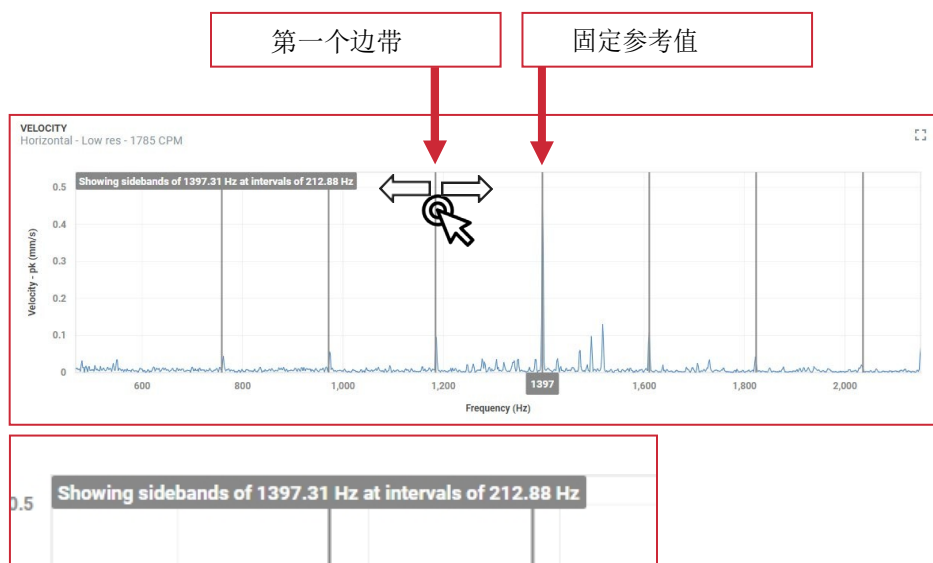 第一个边带
固定参考值
VELOCITY
Horizontal - Low res - 1785 CPM
Showing sidebands of 1397.31 Hz at intervals of 212.88 Hz
Velocity - pk (mm/s)
0.5
0.4
0.3
0.2
0.1
0
600
800
1,000
1,200
1397
1,600
1,800
2,000
Frequency (Hz)
0.5
Showing sidebands of 1397.31 Hz at intervals of 212.88 Hz